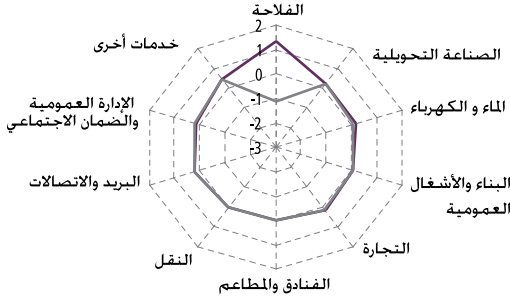 الفلاحة
2
1
0
-1
-2
-3
الصناعة التحويلية
الماء و الكهرباء
البناء والأشغال
العمومية
التجارة
الفنادق والمطاعم
النقل
البريد والاتصالات
الإدارة العمومية
والضمان الاجتماعي
خدمات أخرى